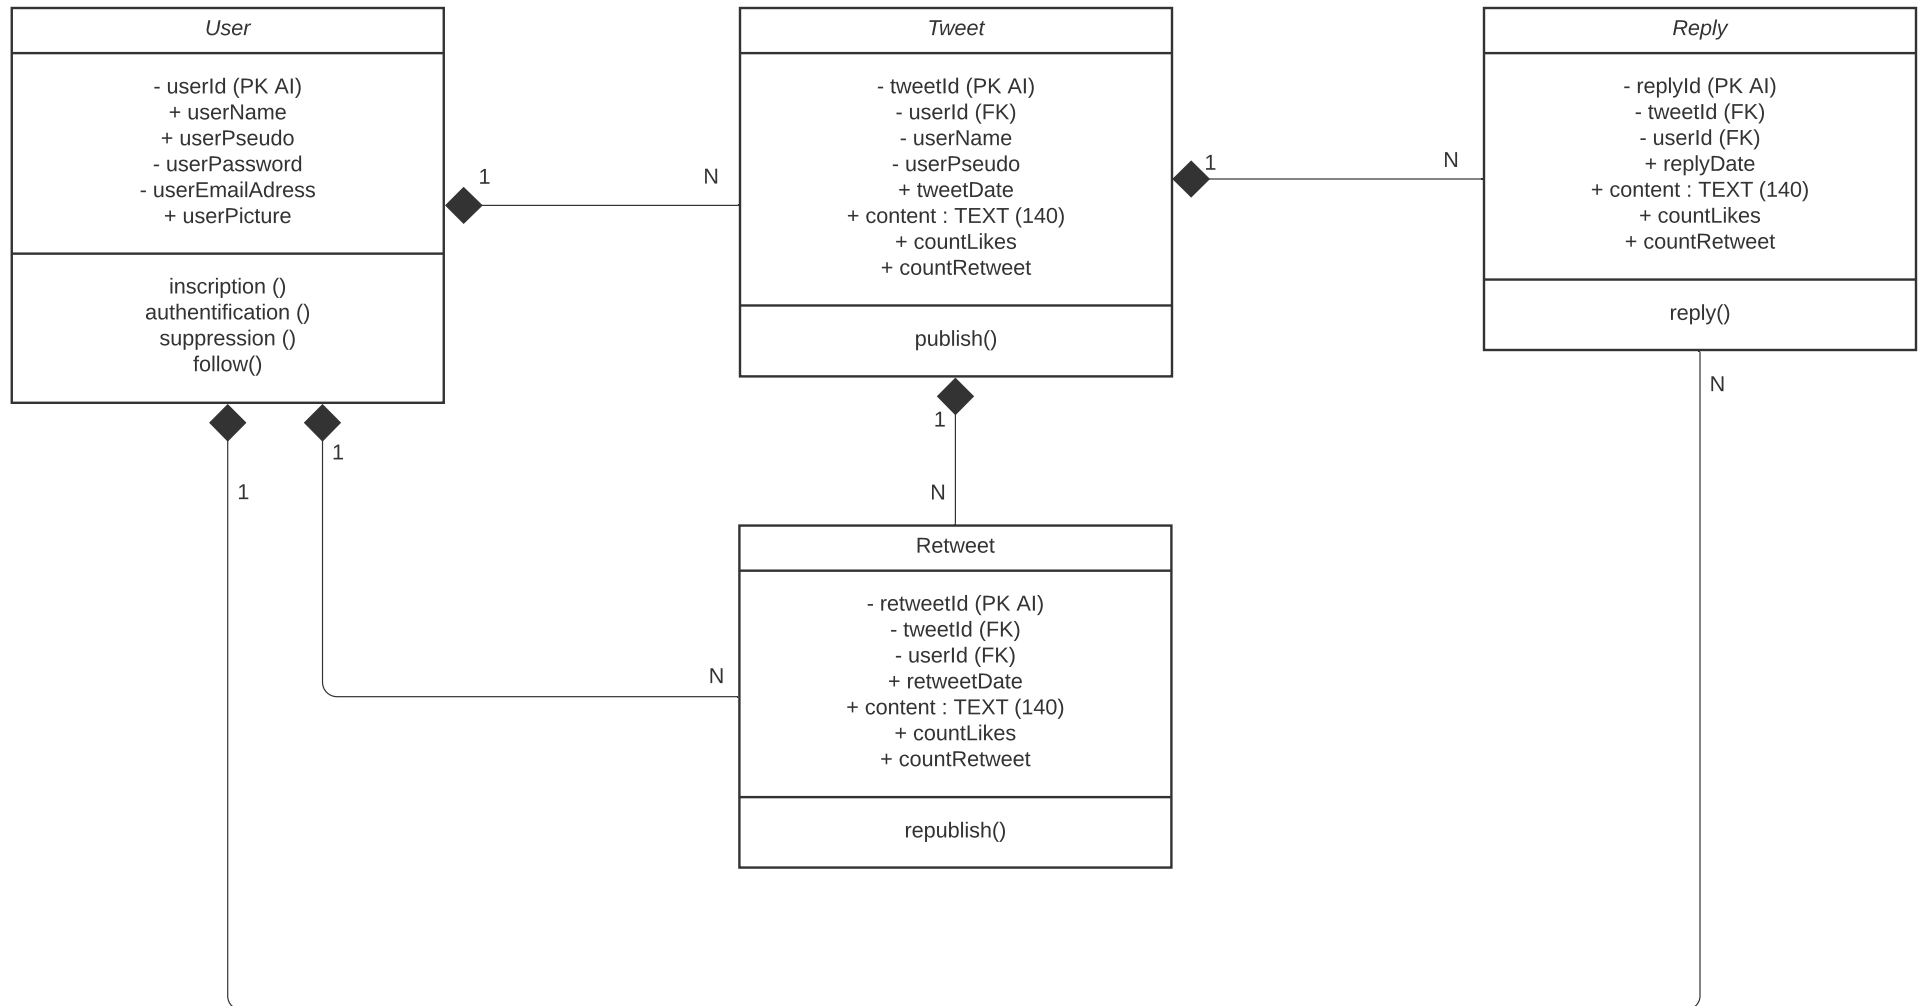 User
- userId (PK AI)
+ userName
+ userPseudo
- userPassword
- userEmailAdress
+ userPicture
inscription ()
authentification ()
suppression ()
follow()
1
N
Tweet
- tweetId (PK AI)
- userId (FK)
- userName
- userPseudo
+ tweetDate
+ content : TEXT (140)
+ countLikes
+ countRetweet
publish()
1
N
Reply
- replyId (PK AI)
- tweetId (FK)
- userId (FK)
+ replyDate
+ content : TEXT (140)
+ countLikes
+ countRetweet
reply()
N
1
1
1
N
N
Retweet
- retweetId (PK AI)
- tweetId (FK)
- userId (FK)
+ retweetDate
+ content : TEXT (140)
+ countLikes
+ countRetweet
republish()